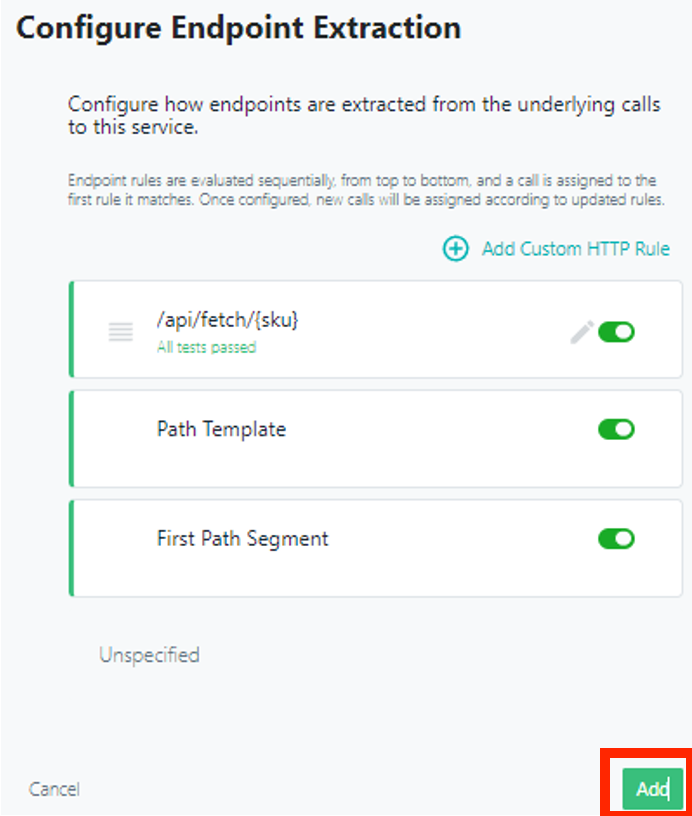 Configure Endpoint Extraction
Configure how endpoints are extracted from the underlying calls
to this service.
Endpoint rules are evaluated sequentially, from top to bottom, and a call is assigned to the
first rule it matches. Once configured, new calls will be assigned according to updated rules.
Add Custom HTTP Rule
/api/fetch/{sku}
All tests passed
Path Template
First Path Segment
Unspecified
Cancel
Add